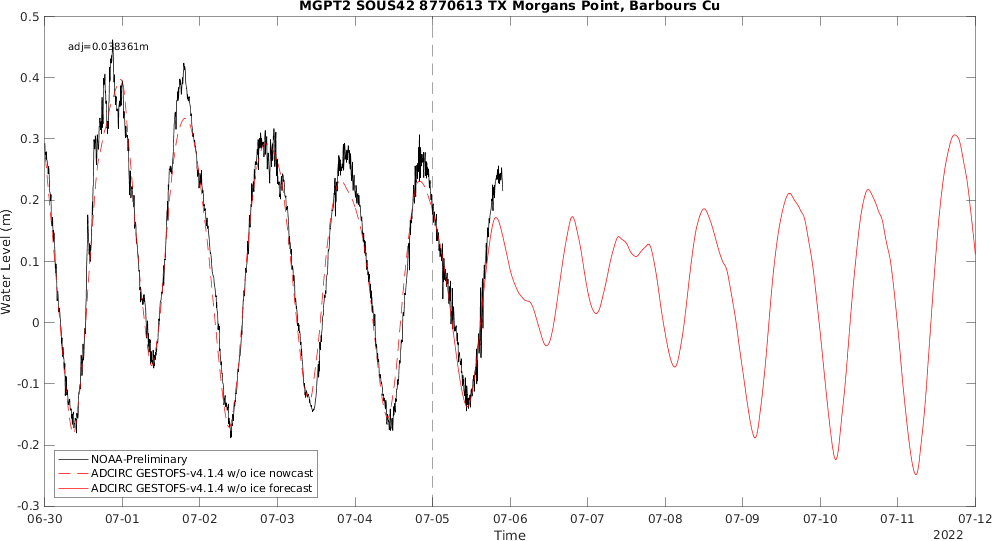 MGPT2 SOUS42 8770613 TX Morgans Point, Barbours Cu
adj=0.038361m
0.5
0.4
0.3
0.2
0.1
0
-0.1
-0.2
-0.3
Water Level (m)
NOAA-Preliminary
ADCIRC GESTOFS-v4.1.4 w/o ice nowcast
ADCIRC GESTOFS-v4.1.4 w/o ice forecast
06-30 07-01 07-02 07-03 07-04 07-05 07-06 07-07 07-08 07-09 07-10 07-11 07-12
Time
2022